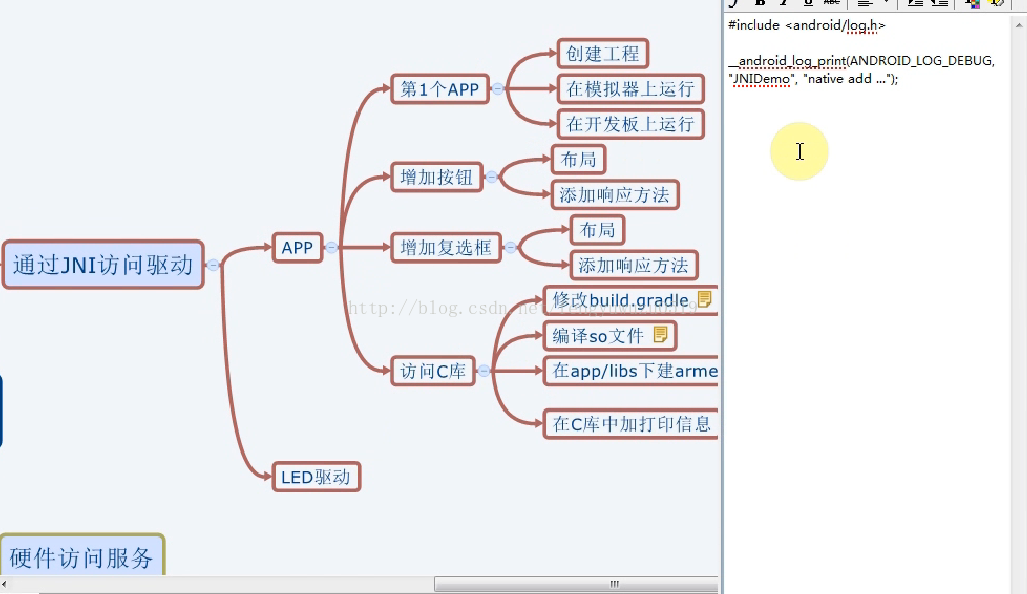 通过JNI访问驱动
APP
第1个APP
创建工程
在模拟器上运行
在开发板上运行
增加按钮
布局
添加响应方法
增加复选框
布局
添加响应方法
访问C库
修改build.gradle
编译so文件
在app/libs下建arme
在C库中加打印信息
LED驱动
硬件访问服务
http://blog.csdn.net/
#include <android/log.h>
__android_log_print(ANDROID_LOG_DEBUG,
"JNIDemo", "native add ...");